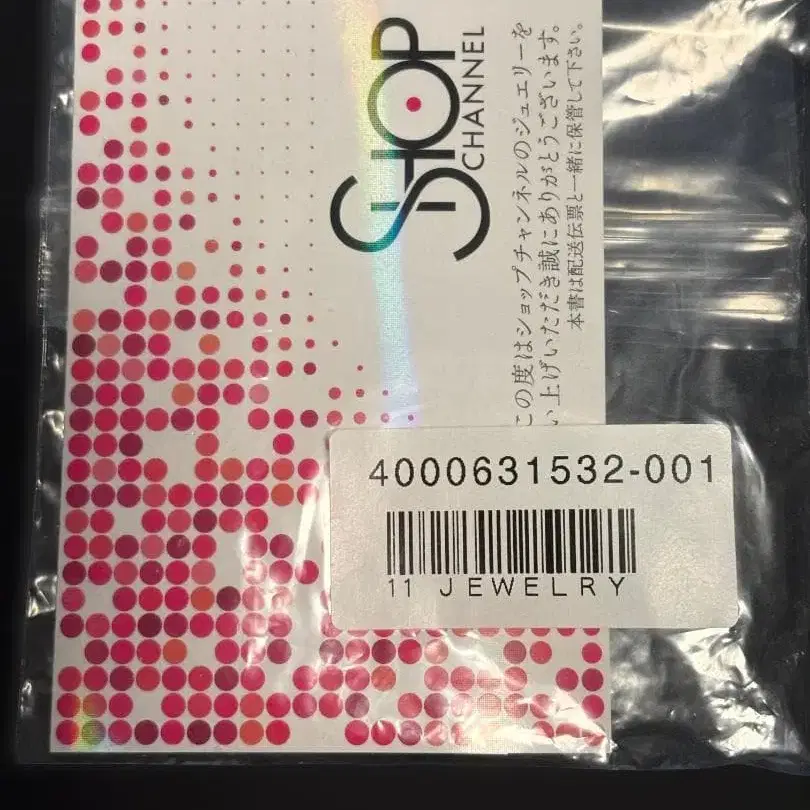 SHOP
CHANNEL
この度はショップチャンネルのジュエリーを
い上げいただき誠にありがとうございます。
本書は配送伝票と一緒に保管して下さい。
4000631532-001
11 JEWELRY